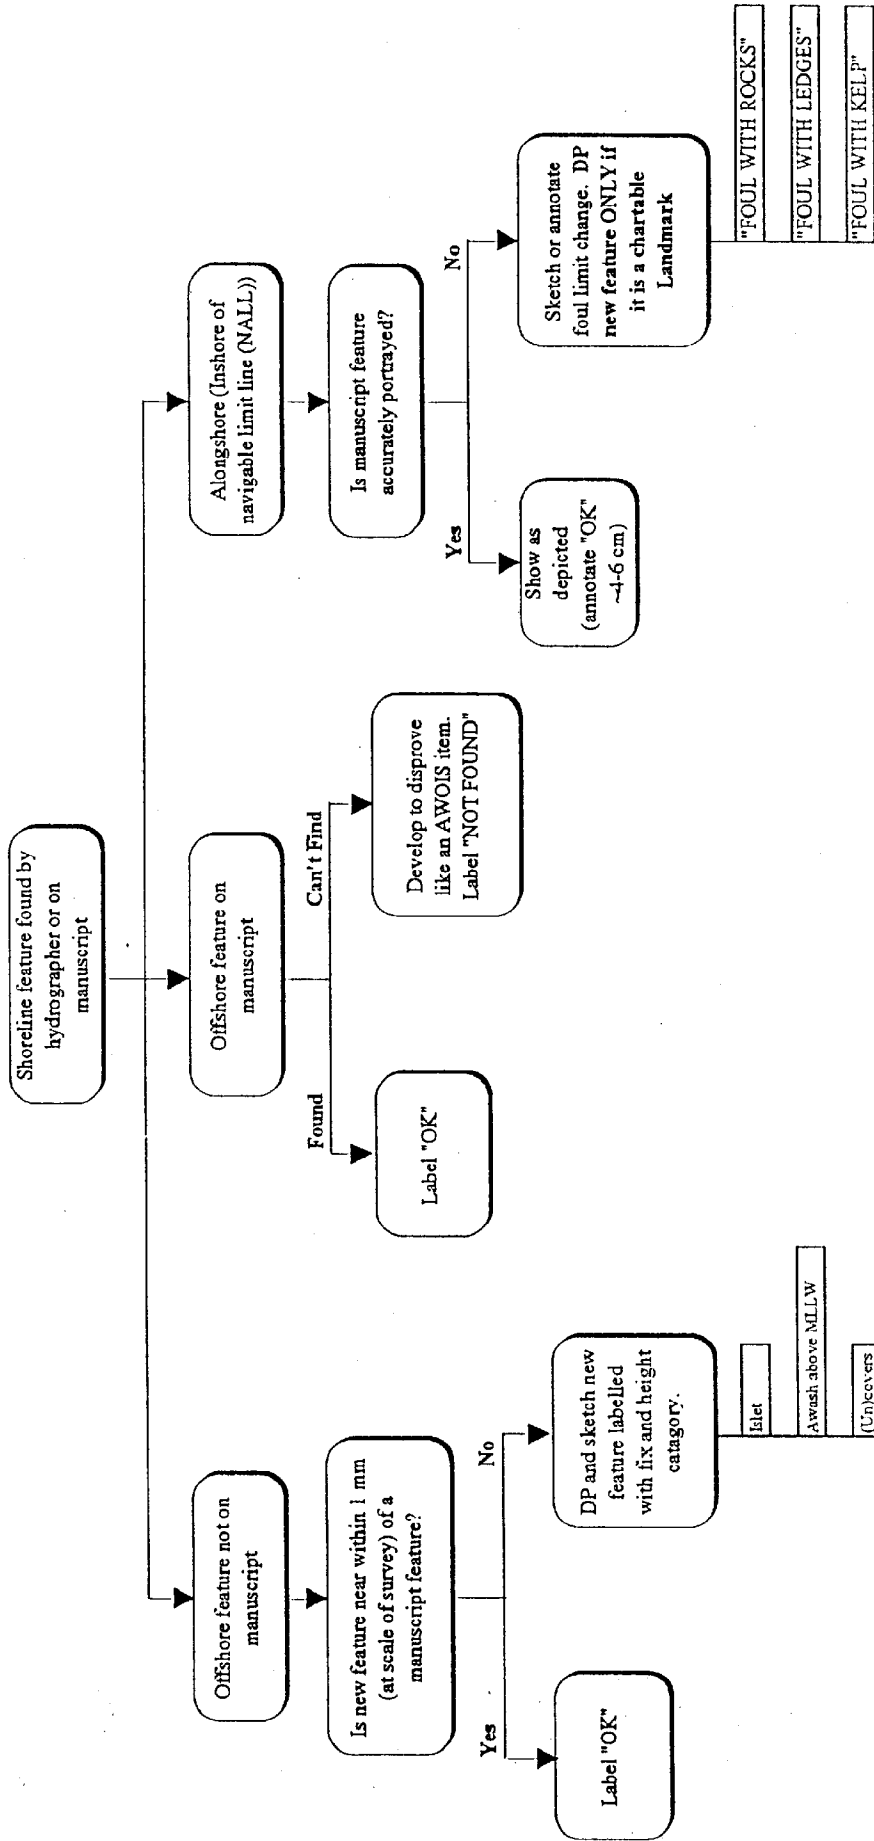 Shoreline feature found by
hydrographer or on
manuscript
Offshore feature not on
manuscript
Is new feature near within 1 mm
(at scale of survey) of a
manuscript feature?
Yes
No
Label "OK"
DP and sketch new
feature labelled
with fix and height
catagory.
Islet
Awash above MLLW
(Un)covers
Offshore feature on
manuscript
Found
Can't Find
Label "OK"
Develop to disprove
like an AWOIS item.
Label "NOT FOUND"
Alongshore (Inshore of
navigable limit line (NALL))
Is manuscript feature
accurately portrayed?
Yes
No
Show as
depicted
(annotate "OK"
~4-6 cm)
Sketch or annotate
foul limit change. DP
new feature ONLY if
it is a chartable
Landmark
"FOUL WITH ROCKS"
"FOUL WITH LEDGES"
"FOUL WITH KELP"